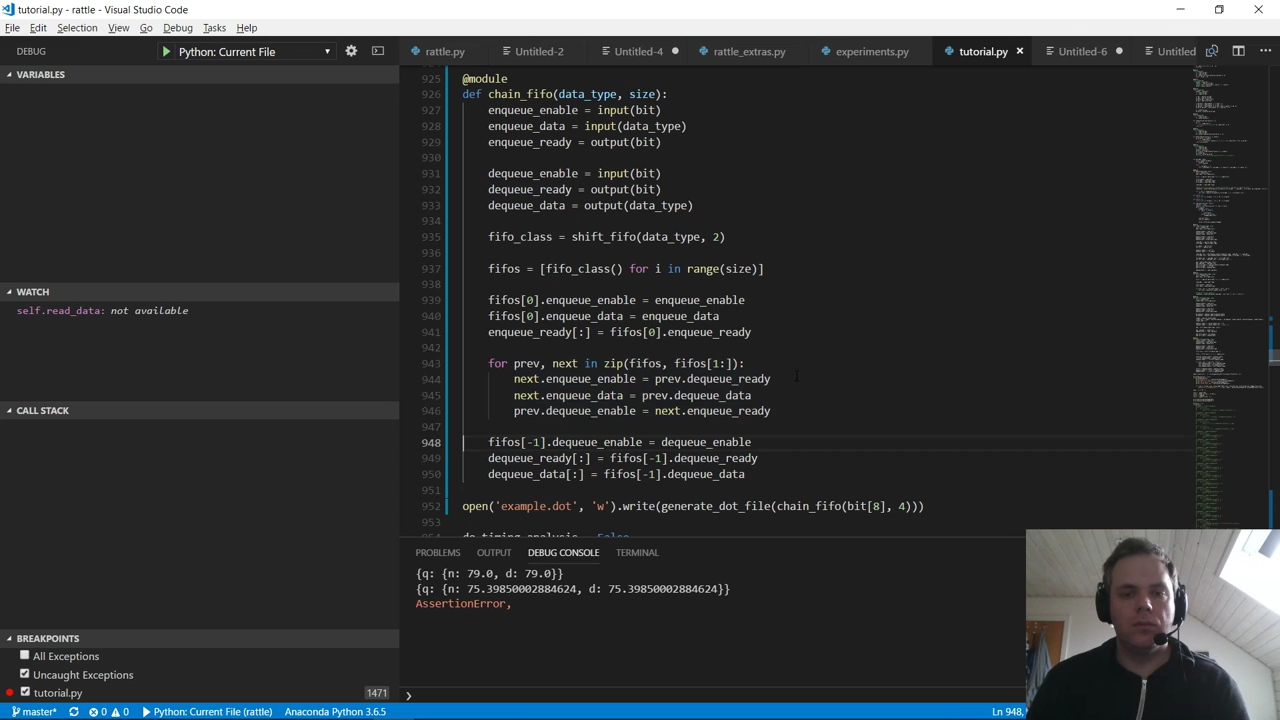 tutorial.py - rattle - Visual Studio Code
File Edit Selection View Go Debug Tasks Help
DEBUG Python: Current File
rattle.py Untitled-2 Untitled-4 rattle_extras.py experiments.py tutorial.py Untitled-6 Untitled
VARIABLES
WATCH
self.read_data: not available
CALL STACK
BREAKPOINTS
All Exceptions
Uncaught Exceptions
tutorial.py 1471
925 @module
926 def chain_fifo(data_type, size):
927 enqueue_enable = input(bit)
928 enqueue_data = input(data_type)
929 enqueue_ready = output(bit)
930
931 dequeue_enable = input(bit)
932 dequeue_ready = output(bit)
933 dequeue_data = output(data_type)
934
935 fifo_class = shift_fifo(data_type, 2)
936
937 fifos = [fifo_class() for i in range(size)]
938
939 fifos[0].enqueue_enable = enqueue_enable
940 fifos[0].enqueue_data = enqueue_data
941 enqueue_ready[:] = fifos[0].enqueue_ready
942
943 for prev, next in zip(fifos, fifos[1:]):
944 next.enqueue_enable = prev.dequeue_ready
945 next.enqueue_data = prev.dequeue_data
946 prev.dequeue_enable = next.enqueue_ready
947
948 fifos[-1].dequeue_enable = dequeue_enable
949 dequeue_ready[:] = fifos[-1].dequeue_ready
950 dequeue_data[:] = fifos[-1].dequeue_data
951
952 open('example.dot', 'w').write(generate_dot_file(chain_fifo(bit[8], 4)))
953
do_timing_analysis = False
PROBLEMS OUTPUT DEBUG CONSOLE TERMINAL
{q: {n: 79.0, d: 79.0}}
{q: {n: 75.39850002884624, d: 75.39850002884624}}
AssertionError,
master* 0 0 Python: Current File (rattle) Anaconda Python 3.6.5 Ln 948,